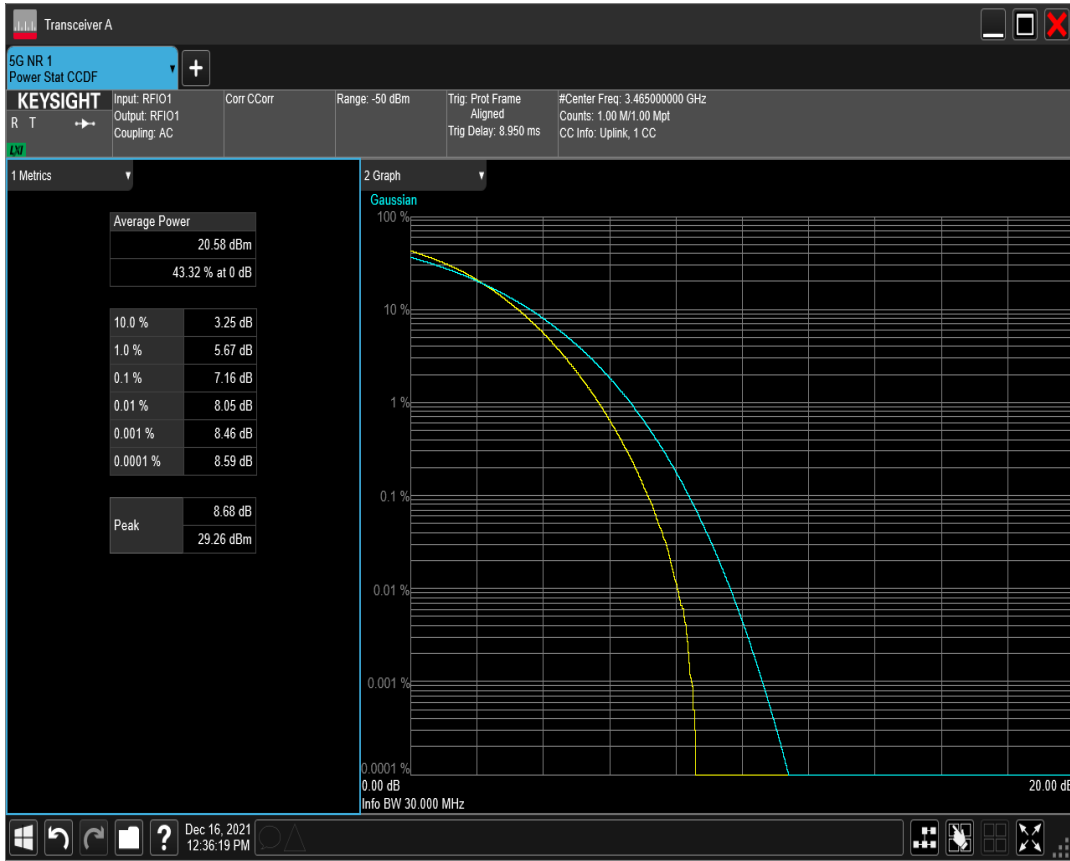 Transceiver A
5G NR 1
Power Stat CCDF
KEYSIGHT
R T
LXI
Input: RFIO1
Output: RFIO1
Coupling: AC
Corr CCorr
Range: -50 dBm
Trig: Prot Frame
Aligned
Trig Delay: 8.950 ms
#Center Freq: 3.465000000 GHz
Counts: 1.00 M/1.00 Mpt
CC Info: Uplink, 1 CC
1 Metrics
Average Power
20.58 dBm
43.32 % at 0 dB
10.0 % 3.25 dB
1.0 % 5.67 dB
0.1 % 7.16 dB
0.01 % 8.05 dB
0.001 % 8.46 dB
0.0001 % 8.59 dB
Peak
8.68 dB
29.26 dBm
2 Graph
Gaussian
100 %
10 %
1 %
0.1 %
0.01 %
0.001 %
0.0001 %
0.00 dB
20.00 dB
Info BW 30.000 MHz
?
Dec 16, 2021
12:36:19 PM